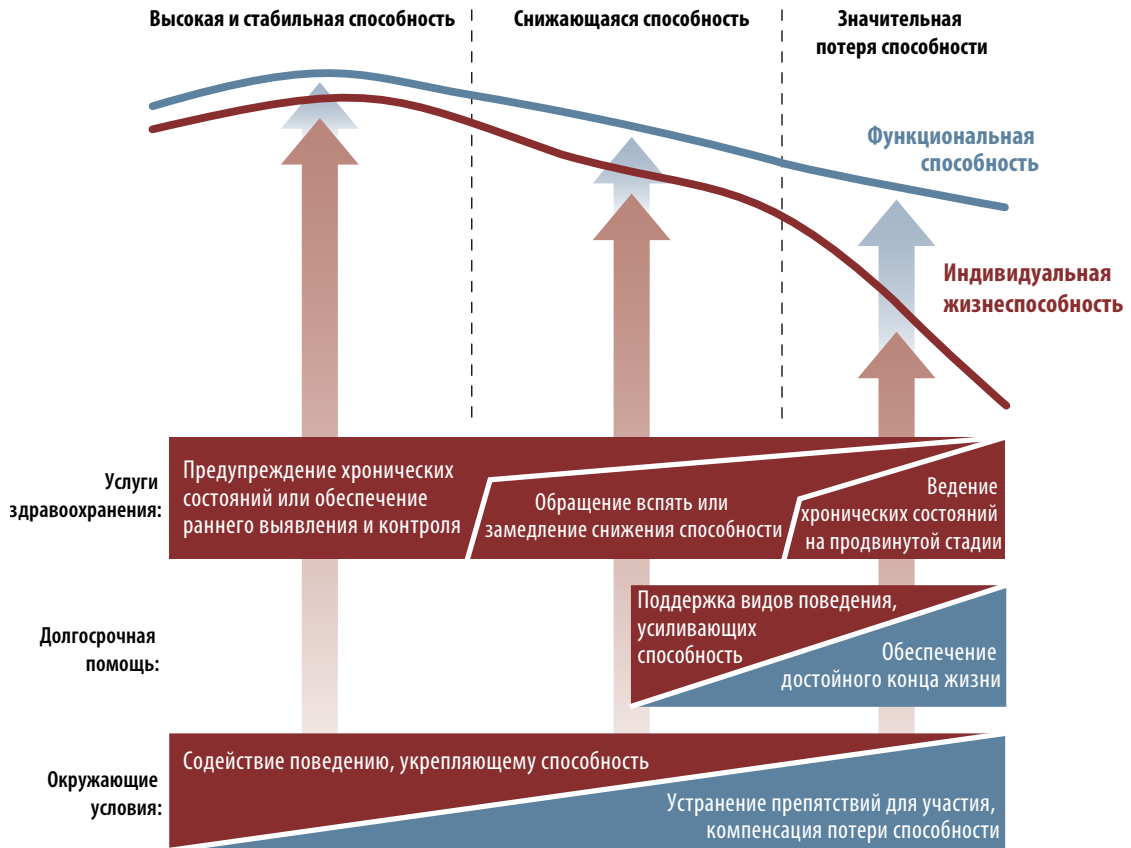 Высокая и стабильная способность
Снижающаяся способность
Значительная
потеря способности
Функциональная
способность
Индивидуальная
жизнеспособность
Услуги
здравоохранения:
Предупреждение хронических
состояний или обеспечение
раннего выявления и контроля
Обращение вспять или
замедление снижения способности
Ведение
хронических состояний
на продвинутой стадии
Долгосрочная
помощь:
Поддержка видов поведения,
усиливающих
способность
Обеспечение
достойного конца жизни
Окружающие
условия:
Содействие поведению, укрепляющему способность
Устранение препятствий для участия,
компенсация потери способности